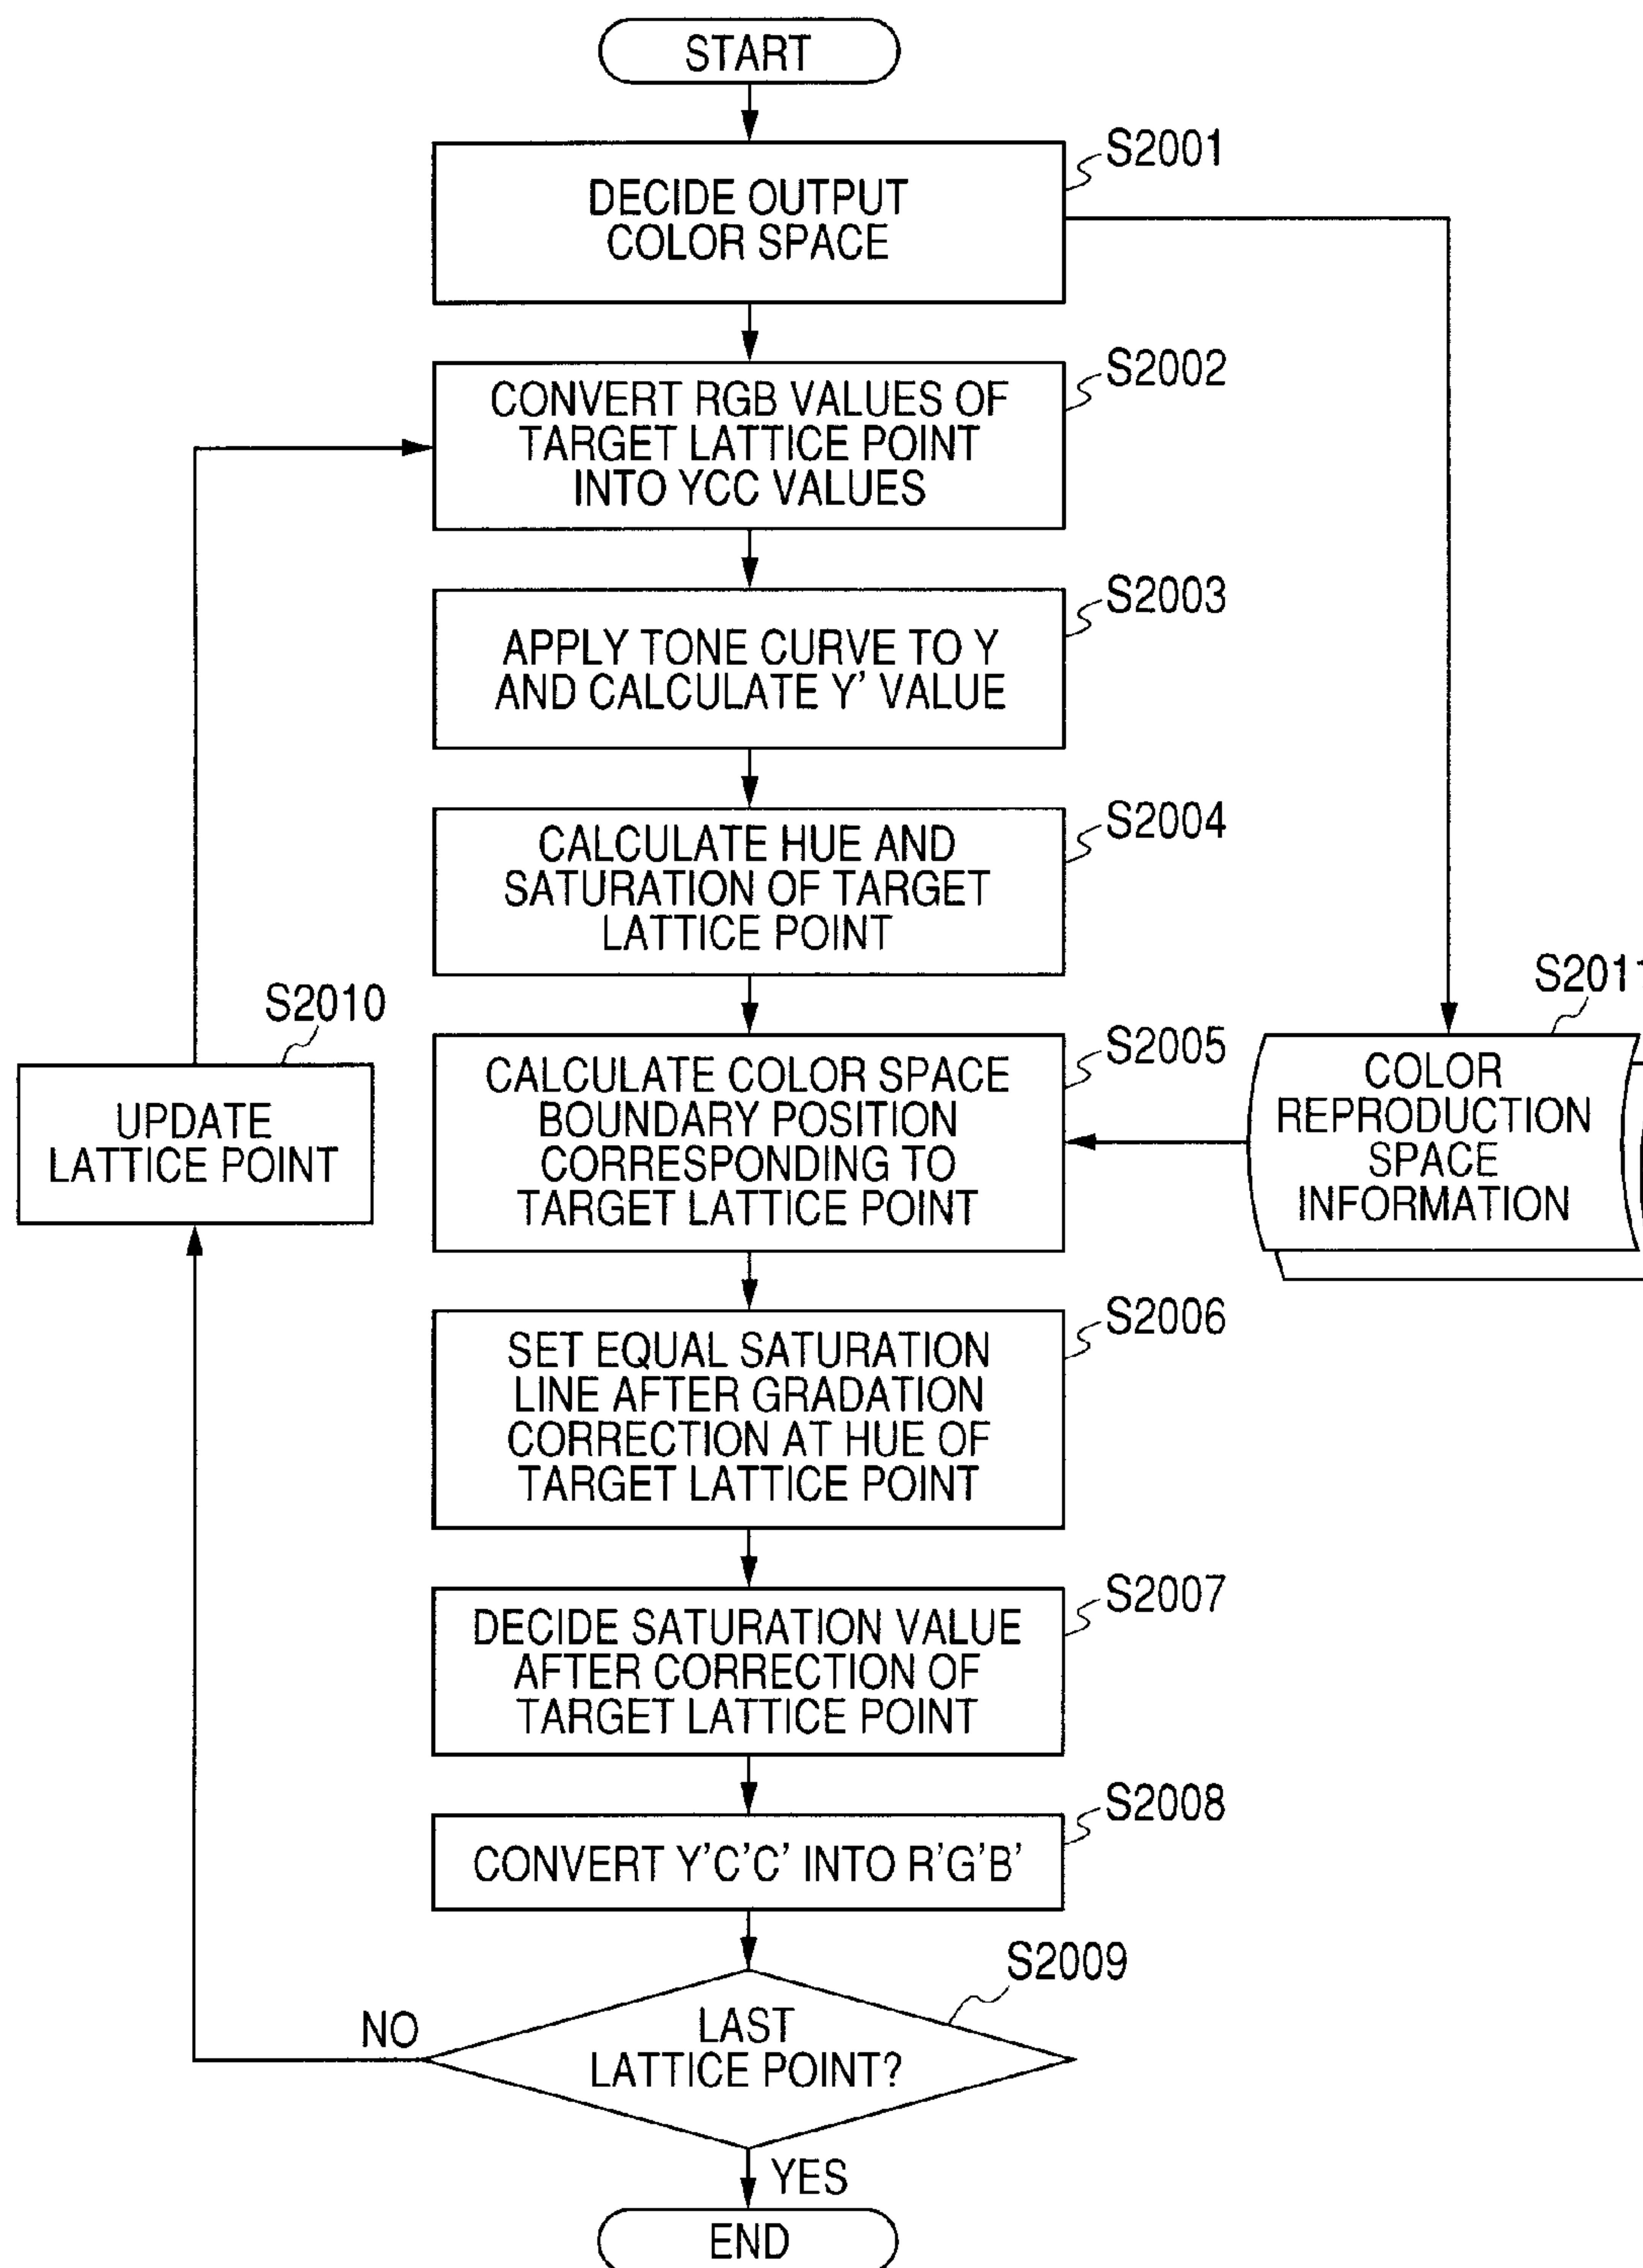 START
S2001
DECIDE OUTPUT
COLOR SPACE
S2002
CONVERT RGB VALUES OF
TARGET LATTICE POINT
INTO YCC VALUES
S2003
APPLY TONE CURVE TO Y
AND CALCULATE Y' VALUE
S2004
CALCULATE HUE AND
SATURATION OF TARGET
LATTICE POINT
S2010
UPDATE
LATTICE POINT
S2005
CALCULATE COLOR SPACE
BOUNDARY POSITION
CORRESPONDING TO
TARGET LATTICE POINT
S2011
COLOR
REPRODUCTION
SPACE
INFORMATION
S2006
SET EQUAL SATURATION
LINE AFTER GRADATION
CORRECTION AT HUE OF
TARGET LATTICE POINT
S2007
DECIDE SATURATION VALUE
AFTER CORRECTION OF
TARGET LATTICE POINT
S2008
CONVERT Y'C'C' INTO R'G'B'
S2009
LAST
LATTICE POINT?
NO
YES
END